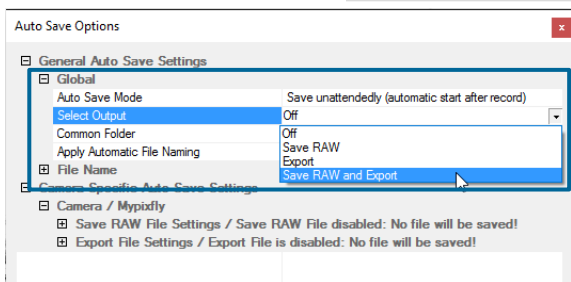 Auto Save Options
x
General Auto Save Settings
Global
Auto Save Mode Save unattendedly (automatic start after record)
Select Output Off
Common Folder Off
Save RAW
Apply Automatic File Naming Export
File Name Save RAW and Export
Camera Specific Auto Save Settings
Camera / Mypixfly
Save RAW File Settings / Save RAW File disabled: No file will be saved!
Export File Settings / Export File is disabled: No file will be saved!